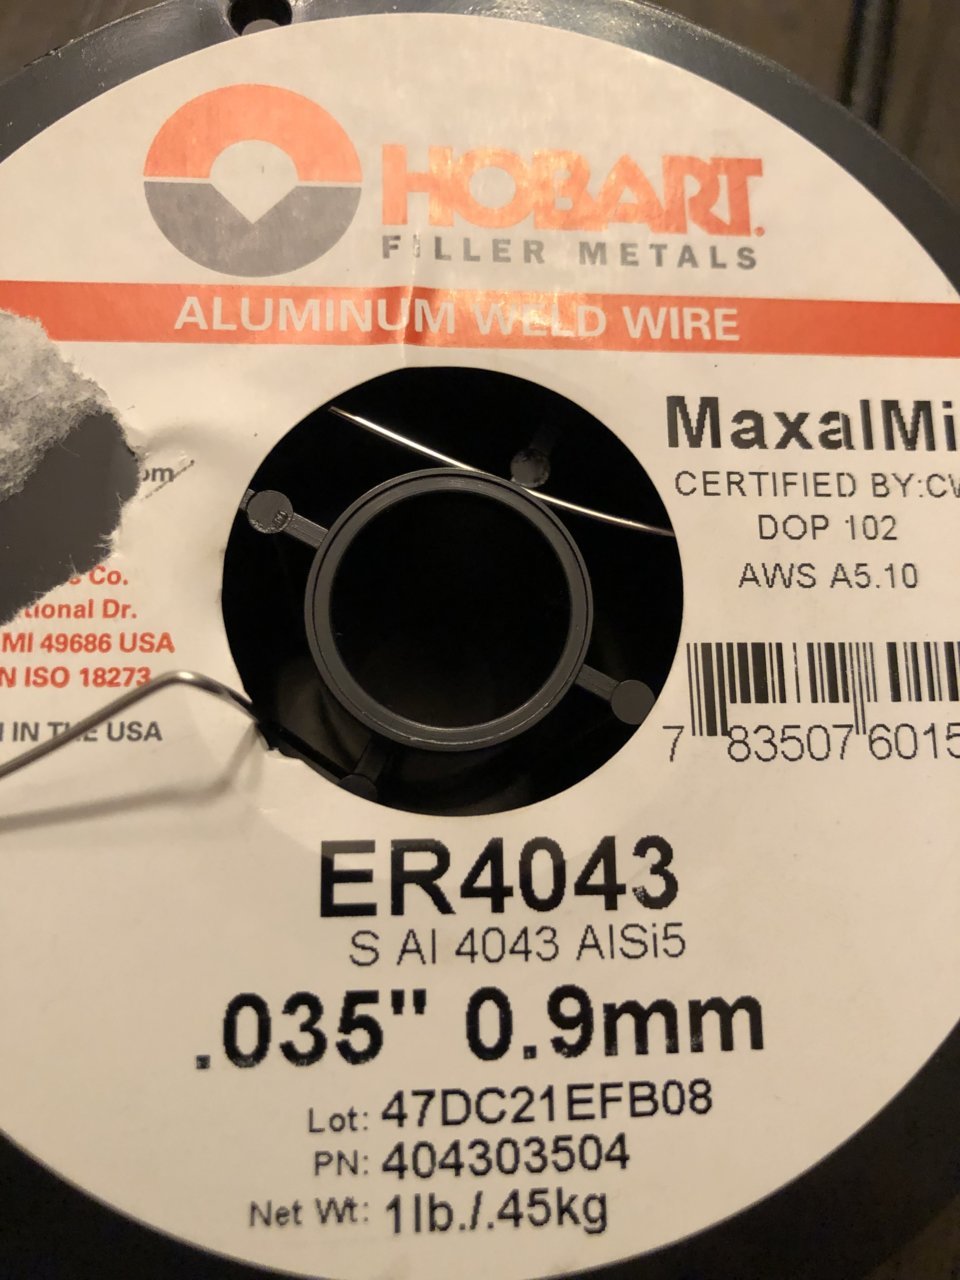 HOBART
FILLER METALS
ALUMINUM WELD WIRE
MaxalMi
CERTIFIED BY:CW
DOP 102
AWS A5.10
om
Co.
tional Dr.
MI 49686 USA
N ISO 18273
IN THE USA
7 83507 6015
ER4043
S Al 4043 AlSi5
.035" 0.9mm
Lot: 47DC21EFB08
PN: 404303504
Net Wt: 1lb./.45kg